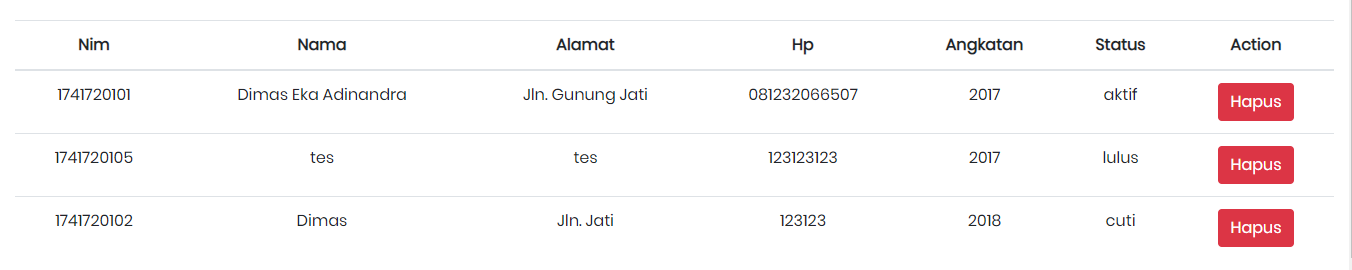 Nim Nama Alamat Hp Angkatan Status Action
1741720101 Dimas Eka Adinandra Jln. Gunung Jati 081232066507 2017 aktif Hapus
1741720105 tes tes 123123123 2017 lulus Hapus
1741720102 Dimas Jln. Jati 123123 2018 cuti Hapus